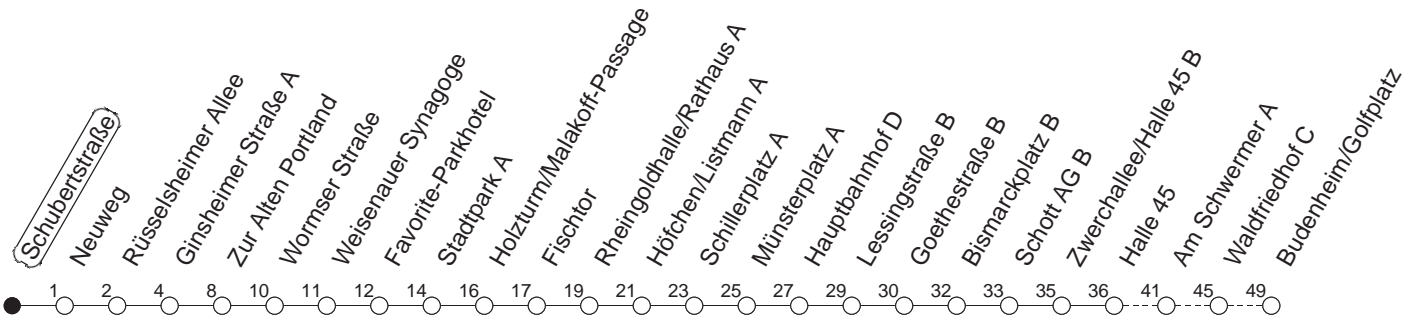 Schubertstraße
Neuweg
Rüsselsheimer Allee
Ginsheimer Straße A
Zur Alten Portland
Wormser Straße
Weisenauer Synagoge
Favorite-Parkhotel
Stadtpark A
Holzturm/Malakoff-Passage
Fischtor
Rheingoldhalle/Rathaus A
Höfchen/Listmann A
Schillerplatz A
Münsterplatz A
Hauptbahnhof D
Lessingstraße B
Goethestraße B
Bismarckplatz B
Schott AG B
Zwerchalle/Halle 45 B
Halle 45
Am Schwermer A
Waldfriedhof C
Budenheim/Golfplatz
1 2 4 8 10 11 12 14 16 17 19 21 23 25 27 29 30 32 33 35 36 41 45 49